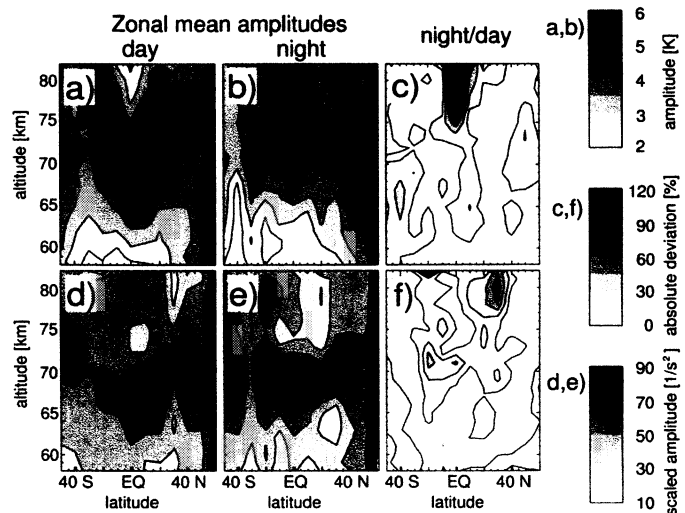 Zonal mean amplitudes
day night night/day
a) b) c)
d) e) f)
altitude [km]
80
75
70
65
60
altitude [km]
80
75
70
65
60
40 S EQ 40 N
latitude
40 S EQ 40 N
latitude
40 S EQ 40 N
latitude
a,b)
6
5
4
3
2
amplitude [K]
c,f)
120
90
60
30
0
absolute deviation [%]
d,e)
90
70
50
30
10
scaled amplitude [1/s²]